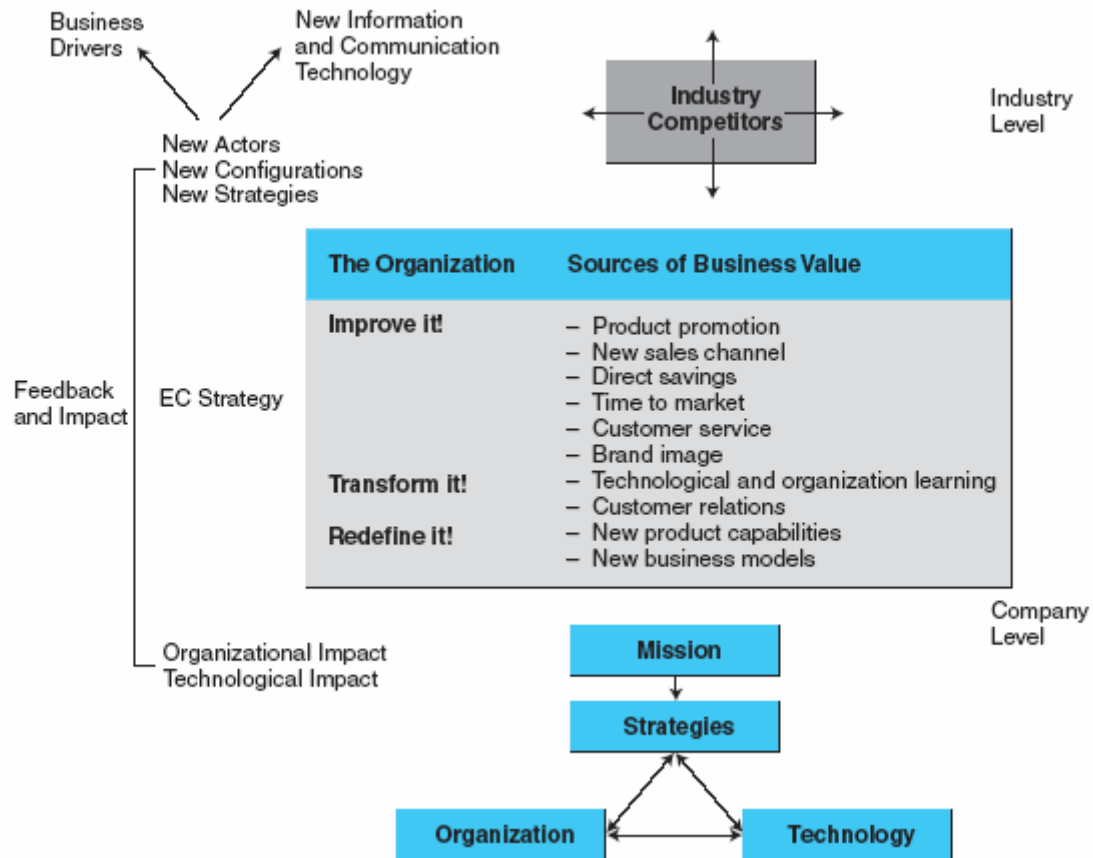 Business
Drivers
New Information
and Communication
Technology
Industry
Competitors
Industry
Level
New Actors
New Configurations
New Strategies
The Organization
Sources of Business Value
Improve it!
– Product promotion
– New sales channel
– Direct savings
– Time to market
– Customer service
– Brand image
Transform it!
– Technological and organization learning
– Customer relations
Redefine it!
– New product capabilities
– New business models
Feedback
and Impact
EC Strategy
Company
Level
Organizational Impact
Technological Impact
Mission
Strategies
Organization
Technology